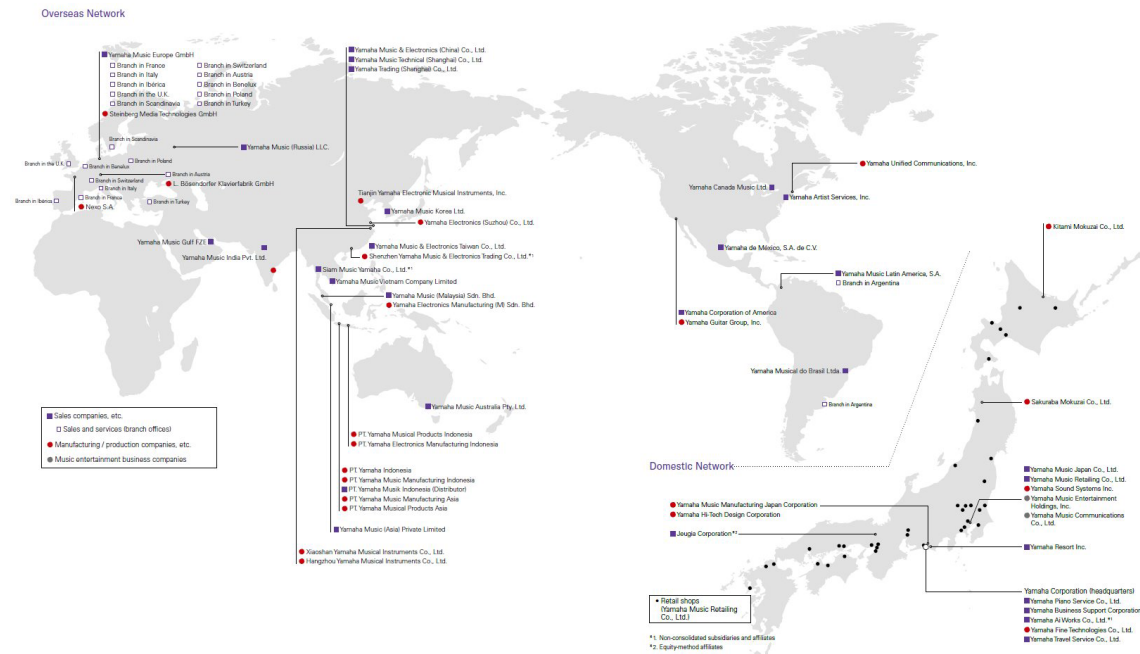 Overseas Network
Yamaha Music Europe GmbH
Branch in France
Branch in Switzerland
Branch in Italy
Branch in Austria
Branch in Ibérica
Branch in Benelux
Branch in the U.K.
Branch in Poland
Branch in Scandinavia
Branch in Turkey
Steinberg Media Technologies GmbH
Yamaha Music & Electronics (China) Co., Ltd.
Yamaha Music Technical (Shanghai) Co., Ltd.
Yamaha Trading (Shanghai) Co., Ltd.
Branch in Scandinavia
Yamaha Music (Russia) LLC.
Branch in the U.K.
Branch in Poland
Branch in Benelux
Branch in Austria
Branch in Switzerland
L. Bösendorfer Klavierfabrik GmbH
Branch in Italy
Branch in Ibérica
Branch in France
Branch in Turkey
Nexo S.A.
Tianjin Yamaha Electronic Musical Instruments, Inc.
Yamaha Music Korea Ltd.
Yamaha Electronics (Suzhou) Co., Ltd.
Yamaha Music Gulf FZE
Yamaha Music & Electronics Taiwan Co., Ltd.
Yamaha Music India Pvt. Ltd.
Shenzhen Yamaha Music & Electronics Trading Co., Ltd.*1
Siam Music Yamaha Co., Ltd.*1
Yamaha Music Vietnam Company Limited
Yamaha Music (Malaysia) Sdn. Bhd.
Yamaha Electronics Manufacturing (M) Sdn. Bhd.
Yamaha Music Australia Pty. Ltd.
PT. Yamaha Musical Products Indonesia
PT. Yamaha Electronics Manufacturing Indonesia
PT. Yamaha Indonesia
PT. Yamaha Music Manufacturing Indonesia
PT. Yamaha Musik Indonesia (Distributor)
PT. Yamaha Music Manufacturing Asia
PT. Yamaha Musical Products Asia
Yamaha Music (Asia) Private Limited
Xiaoshan Yamaha Musical Instruments Co., Ltd.
Hangzhou Yamaha Musical Instruments Co., Ltd.
Sales companies, etc.
Sales and services (branch offices)
Manufacturing / production companies, etc.
Music entertainment business companies
Yamaha Unified Communications, Inc.
Yamaha Canada Music Ltd.
Yamaha Artist Services, Inc.
Yamaha de México, S.A. de C.V.
Yamaha Music Latin America, S.A.
Branch in Argentina
Yamaha Corporation of America
Yamaha Guitar Group, Inc.
Yamaha Musical do Brasil Ltda.
Branch in Argentina
Domestic Network
Kitami Mokuzai Co., Ltd.
Sakuraba Mokuzai Co., Ltd.
Yamaha Music Japan Co., Ltd.
Yamaha Music Retailing Co., Ltd.
Yamaha Sound Systems Inc.
Yamaha Music Entertainment
Holdings, Inc.
Yamaha Music Communications
Co., Ltd.
Yamaha Music Manufacturing Japan Corporation
Yamaha Hi-Tech Design Corporation
Jeugia Corporation*2
Yamaha Resort Inc.
Yamaha Corporation (headquarters)
Yamaha Piano Service Co., Ltd.
Yamaha Business Support Corporation
Yamaha Ai Works Co., Ltd.*1
Yamaha Fine Technologies Co., Ltd.
Yamaha Travel Service Co., Ltd.
Retail shops
(Yamaha Music Retailing
Co., Ltd.)
*1. Non-consolidated subsidiaries and affiliates
*2. Equity-method affiliates